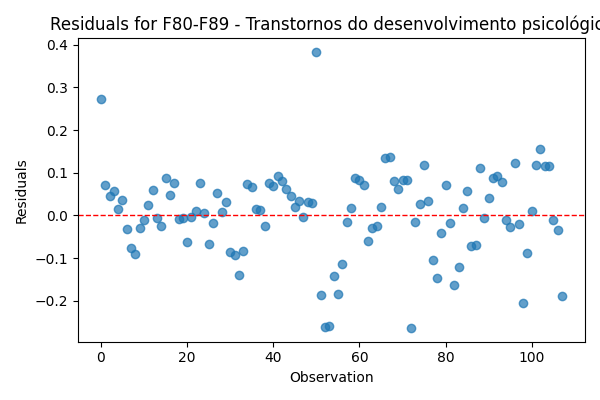 Residuals for F80-F89 - Transtornos do desenvolvimento psicológic
0.4
0.3
0.2
0.1
0.0
−0.1
−0.2
Residuals
0 20 40 60 80 100
Observation